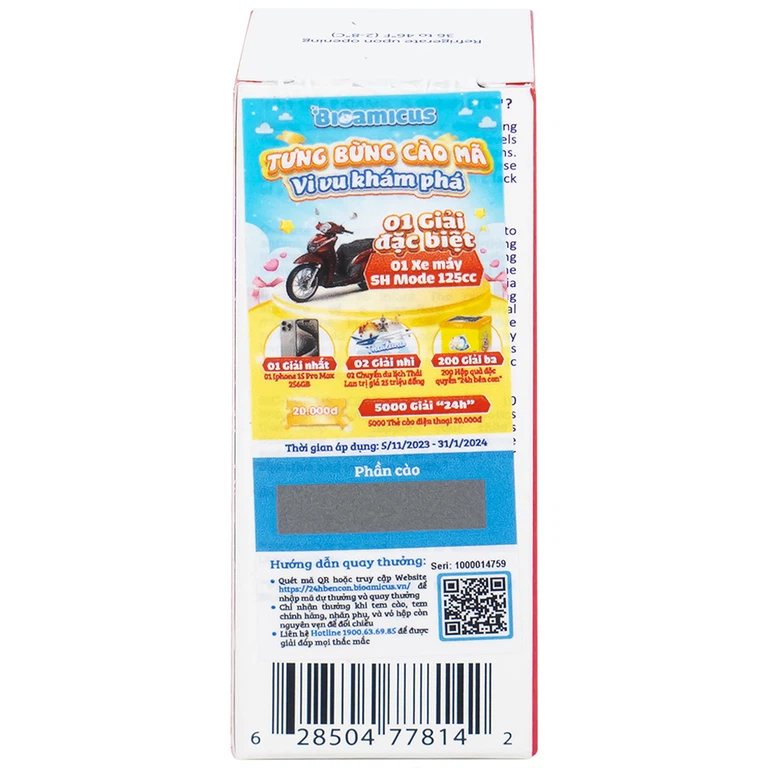 Refrigerate upon opening
36 to 46°F (2-8°C)
"?
ng
els
ns.
se
ck
Bioamicus
TƯNG BỪNG CÀO MÃ
Vi vu khám phá
01 Giải
đặc biệt
01 Xe máy
SH Mode 125cc
01 Giải nhất
01 Iphone 15 Pro Max
256GB
02 Giải nhì
02 Chuyến du lịch Thái
Lan trị giá 25 triệu đồng
200 Giải ba
200 Hộp quà độc
quyền "24h bên con"
20.000đ
5000 Giải "24h"
5000 Thẻ cào điện thoại 20.000đ
Thời gian áp dụng: 5/11/2023 - 31/1/2024
Phần cào
Hướng dẫn quay thưởng:
Seri: 1000014759
• Quét mã QR hoặc truy cập Website
https://24hbencon.bioamicus.vn/ để
nhập mã dự thưởng và quay thưởng
• Chỉ nhận thưởng khi tem cào, tem
chính hãng, nhãn phụ, và vỏ hộp còn
nguyên vẹn để đối chiếu
• Liên hệ Hotline 1900.63.69.85 để được
giải đáp mọi thắc mắc
6 28504 77814 2